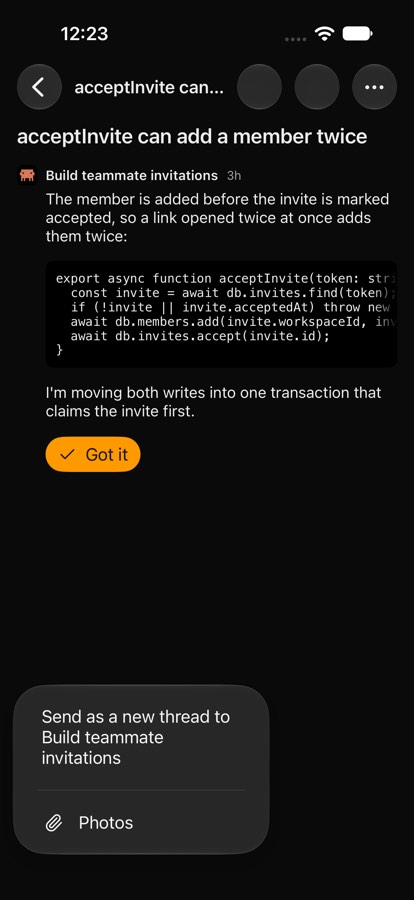 12:23
acceptInvite can...
acceptInvite can add a member twice
Build teammate invitations 3h
The member is added before the invite is marked
accepted, so a link opened twice at once adds
them twice:
export async function acceptInvite(token: stri
const invite = await db.invites.find(token);
if (!invite || invite.acceptedAt) throw new
await db.members.add(invite.workspaceId, inv
await db.invites.accept(invite.id);
}
I'm moving both writes into one transaction that
claims the invite first.
Got it
Send as a new thread to
Build teammate
invitations
Photos